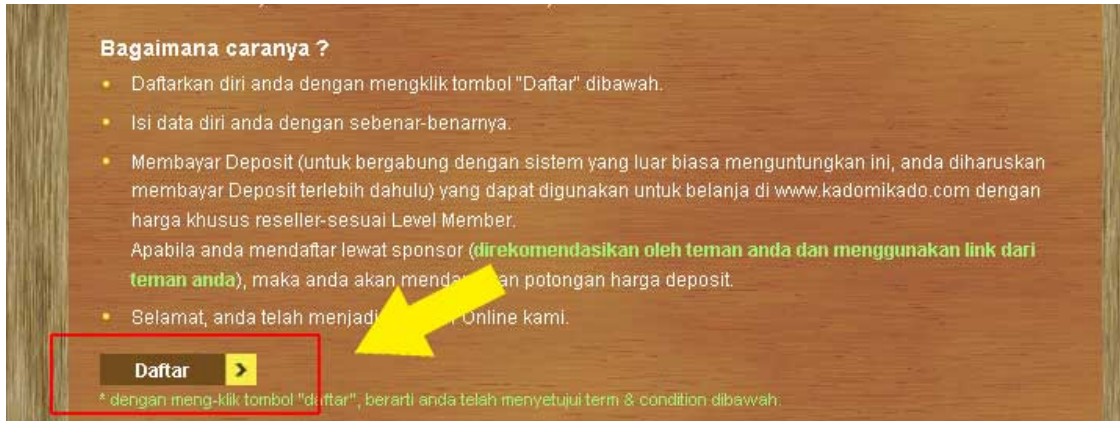 Bagaimana caranya ?
Daftarkan diri anda dengan mengklik tombol "Daftar" dibawah.
Isi data diri anda dengan sebenar-benarnya.
Membayar Deposit (untuk bergabung dengan sistem yang luar biasa menguntungkan ini, anda diharuskan
membayar Deposit terlebih dahulu) yang dapat digunakan untuk belanja di www.kadomikado.com dengan
harga khusus reseller-sesuai Level Member.
Apabila anda mendaftar lewat sponsor (direkomendasikan oleh teman anda dan menggunakan link dari
teman anda), maka anda akan potongan harga deposit.
Selamat, anda telah menjadi Online kami.
Daftar
* dengan meng-klik tombol "daftar", berarti anda telah menyetujui term & condition dibawah.